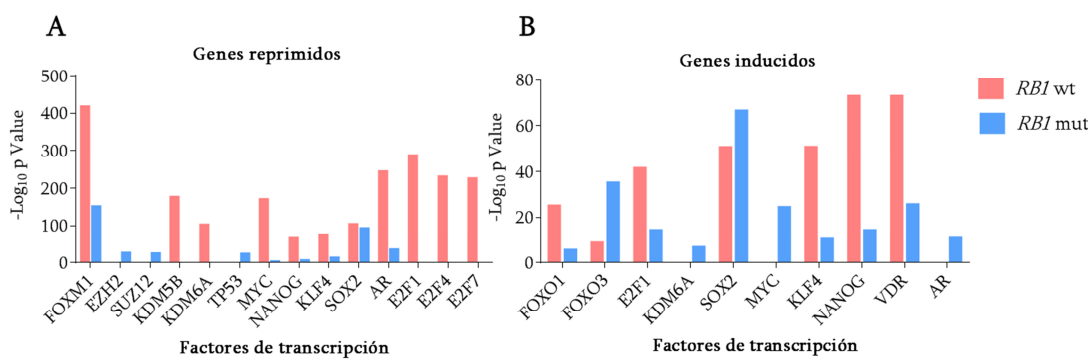 A
Genes reprimidos
-Log₁₀ p Value
500
400
300
200
100
0
FOXM1
EZH2
SUZ12
KDM5B
KDM6A
TP53
MYC
NANOG
KLF4
SOX2
AR
E2F1
E2F4
E2F7
Factores de transcripción
B
Genes inducidos
-Log₁₀ p Value
80
60
40
20
0
FOXO1
FOXO3
E2F1
KDM6A
SOX2
MYC
KLF4
NANOG
VDR
AR
Factores de transcripción
RB1 wt
RB1 mut